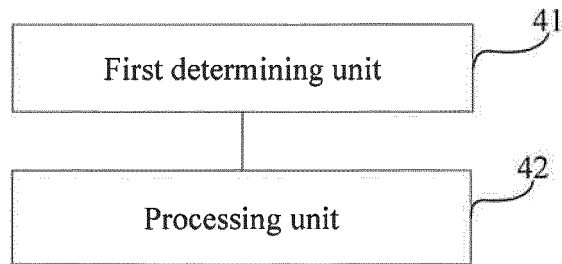 41
First determining unit
42
Processing unit